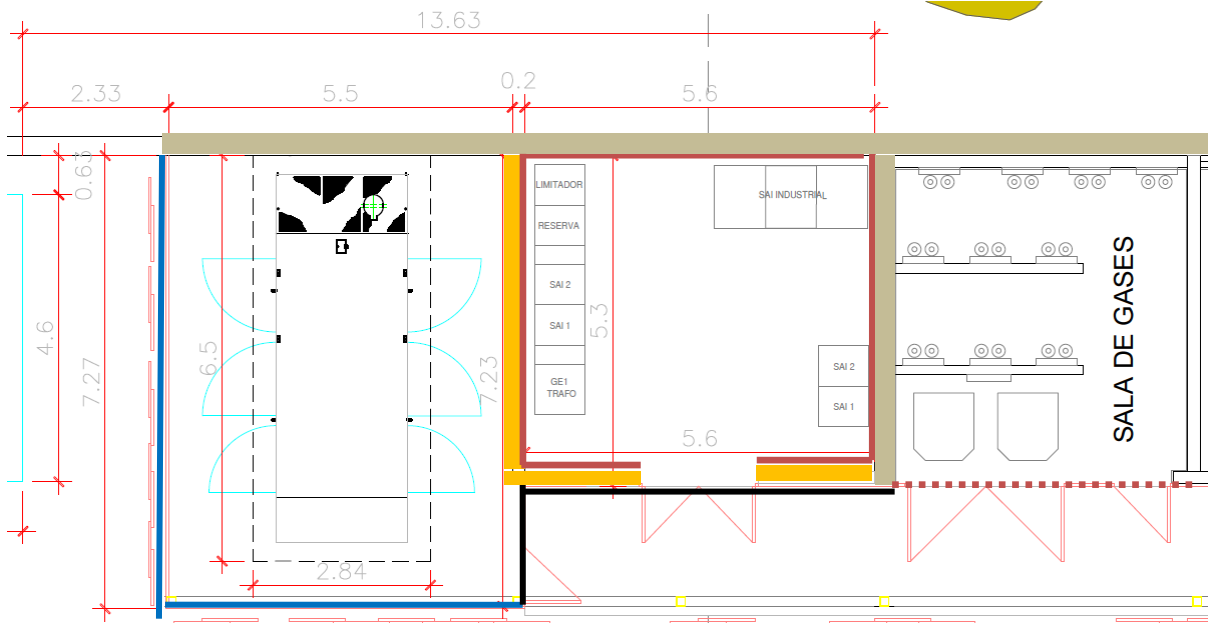 13.63
2.33
5.5
0.2
5.6
0.63
LIMITADOR
RESERVA
SAI 2
SAI 1
GE1
TRAFO
SAI INDUSTRIAL
SAI 2
SAI 1
4.6
7.27
6.5
7.23
5.3
5.6
2.84
SALA DE GASES